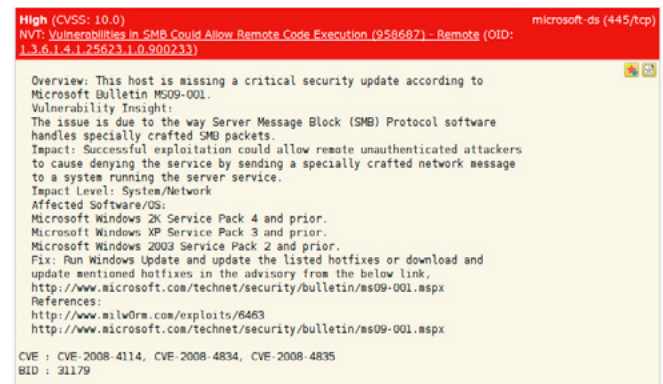 High (CVSS: 10.0) microsoft-ds (445/tcp)
NVT: Vulnerabilities in SMB Could Allow Remote Code Execution (958687) - Remote (OID:
1.3.6.1.4.1.25623.1.0.900233)
Overview: This host is missing a critical security update according to
Microsoft Bulletin MS09-001.
Vulnerability Insight:
The issue is due to the way Server Message Block (SMB) Protocol software
handles specially crafted SMB packets.
Impact: Successful exploitation could allow remote unauthenticated attackers
to cause denying the service by sending a specially crafted network message
to a system running the server service.
Impact Level: System/Network
Affected Software/OS:
Microsoft Windows 2K Service Pack 4 and prior.
Microsoft Windows XP Service Pack 3 and prior.
Microsoft Windows 2003 Service Pack 2 and prior.
Fix: Run Windows Update and update the listed hotfixes or download and
update mentioned hotfixes in the advisory from the below link,
http://www.microsoft.com/technet/security/bulletin/ms09-001.mspx
References:
http://www.milw0rm.com/exploits/6463
http://www.microsoft.com/technet/security/bulletin/ms09-001.mspx
CVE : CVE-2008-4114, CVE-2008-4834, CVE-2008-4835
BID : 31179